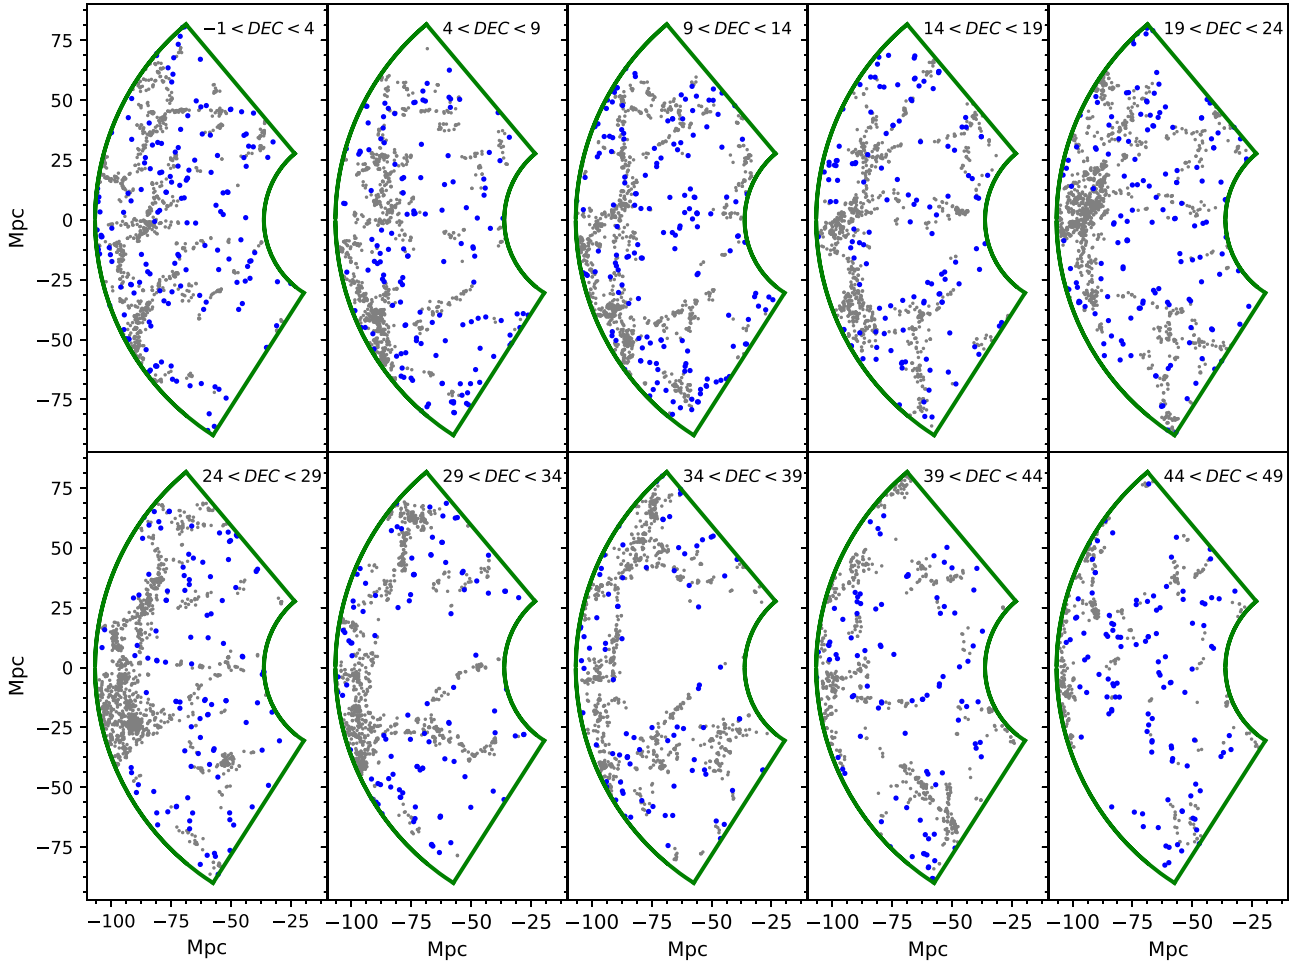 −1 < DEC < 4
4 < DEC < 9
9 < DEC < 14
14 < DEC < 19
19 < DEC < 24
75
50
25
0
−25
−50
−75
Mpc
24 < DEC < 29
29 < DEC < 34
34 < DEC < 39
39 < DEC < 44
44 < DEC < 49
75
50
25
0
−25
−50
−75
Mpc
−100 −75 −50 −25
−100 −75 −50 −25
−100 −75 −50 −25
−100 −75 −50 −25
−100 −75 −50 −25
Mpc
Mpc
Mpc
Mpc
Mpc